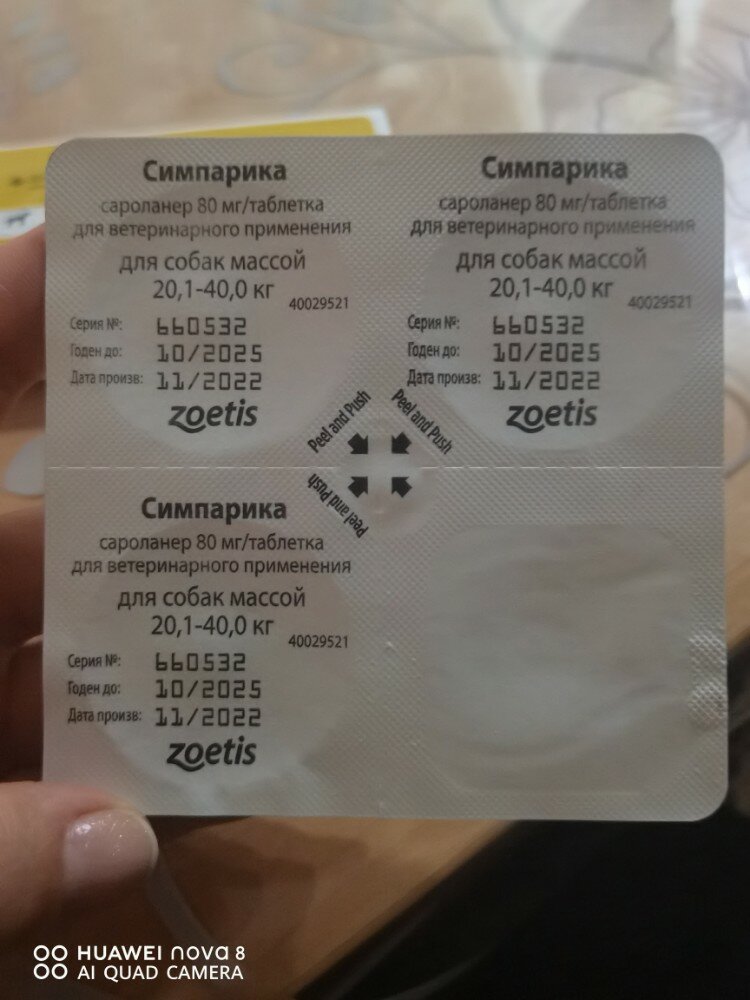 Симпарика
сароланер 80 мг/таблетка
для ветеринарного применения
для собак массой
20,1-40,0 кг
40029521
Серия №: 660532
Годен до: 10/2025
Дата произв: 11/2022
zoetis
Симпарика
сароланер 80 мг/таблетка
для ветеринарного применения
для собак массой
20,1-40,0 кг
40029521
Серия №: 660532
Годен до: 10/2025
Дата произв: 11/2022
zoetis
Peel and Push
Peel and Push
Peel and Push
Peel and Push
Симпарика
сароланер 80 мг/таблетка
для ветеринарного применения
для собак массой
20,1-40,0 кг
40029521
Серия №: 660532
Годен до: 10/2025
Дата произв: 11/2022
zoetis
HUAWEI nova 8
AI QUAD CAMERA